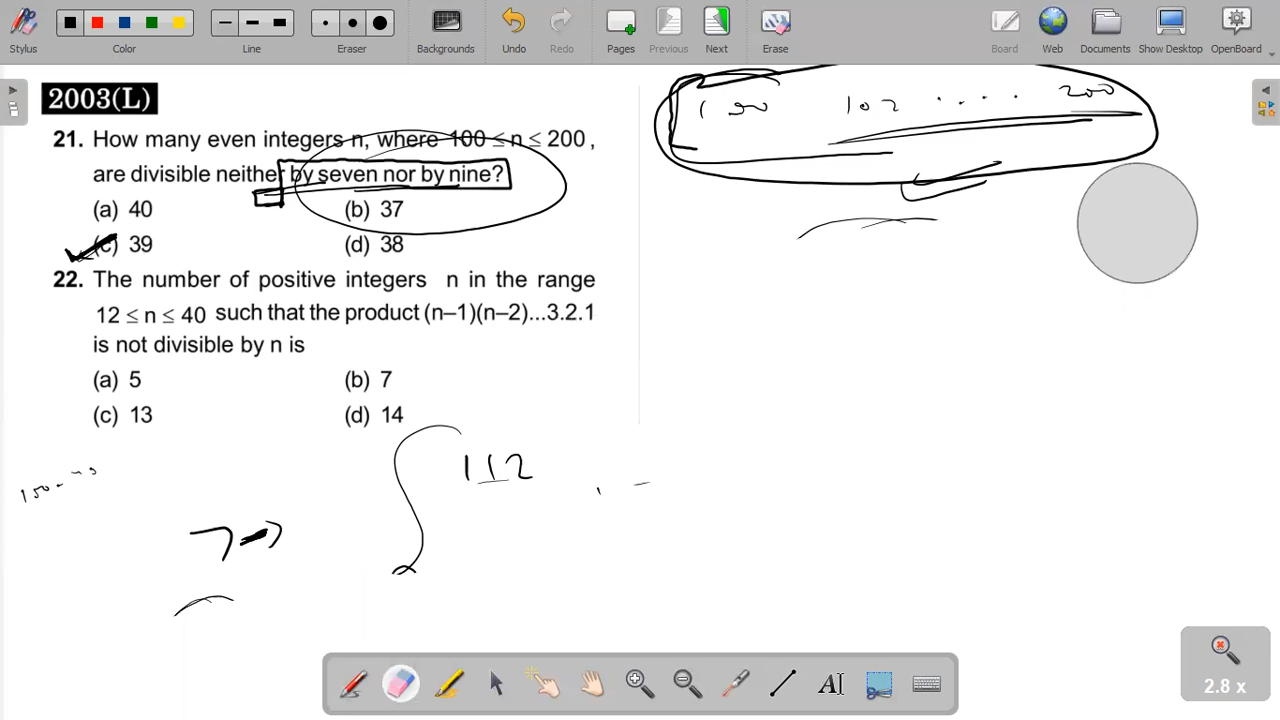 Stylus Color Line Eraser Backgrounds Undo Redo Pages Previous Next Erase Board Web Documents Show Desktop OpenBoard
2003(L)
21. How many even integers n, where 100 ≤ n ≤ 200,
are divisible neither by seven nor by nine?
(a) 40 (b) 37
(c) 39 (d) 38
22. The number of positive integers n in the range
12 ≤ n ≤ 40 such that the product (n–1)(n–2)...3.2.1
is not divisible by n is
(a) 5 (b) 7
(c) 13 (d) 14
100 102 .... 200
112
7 →
2.8 x